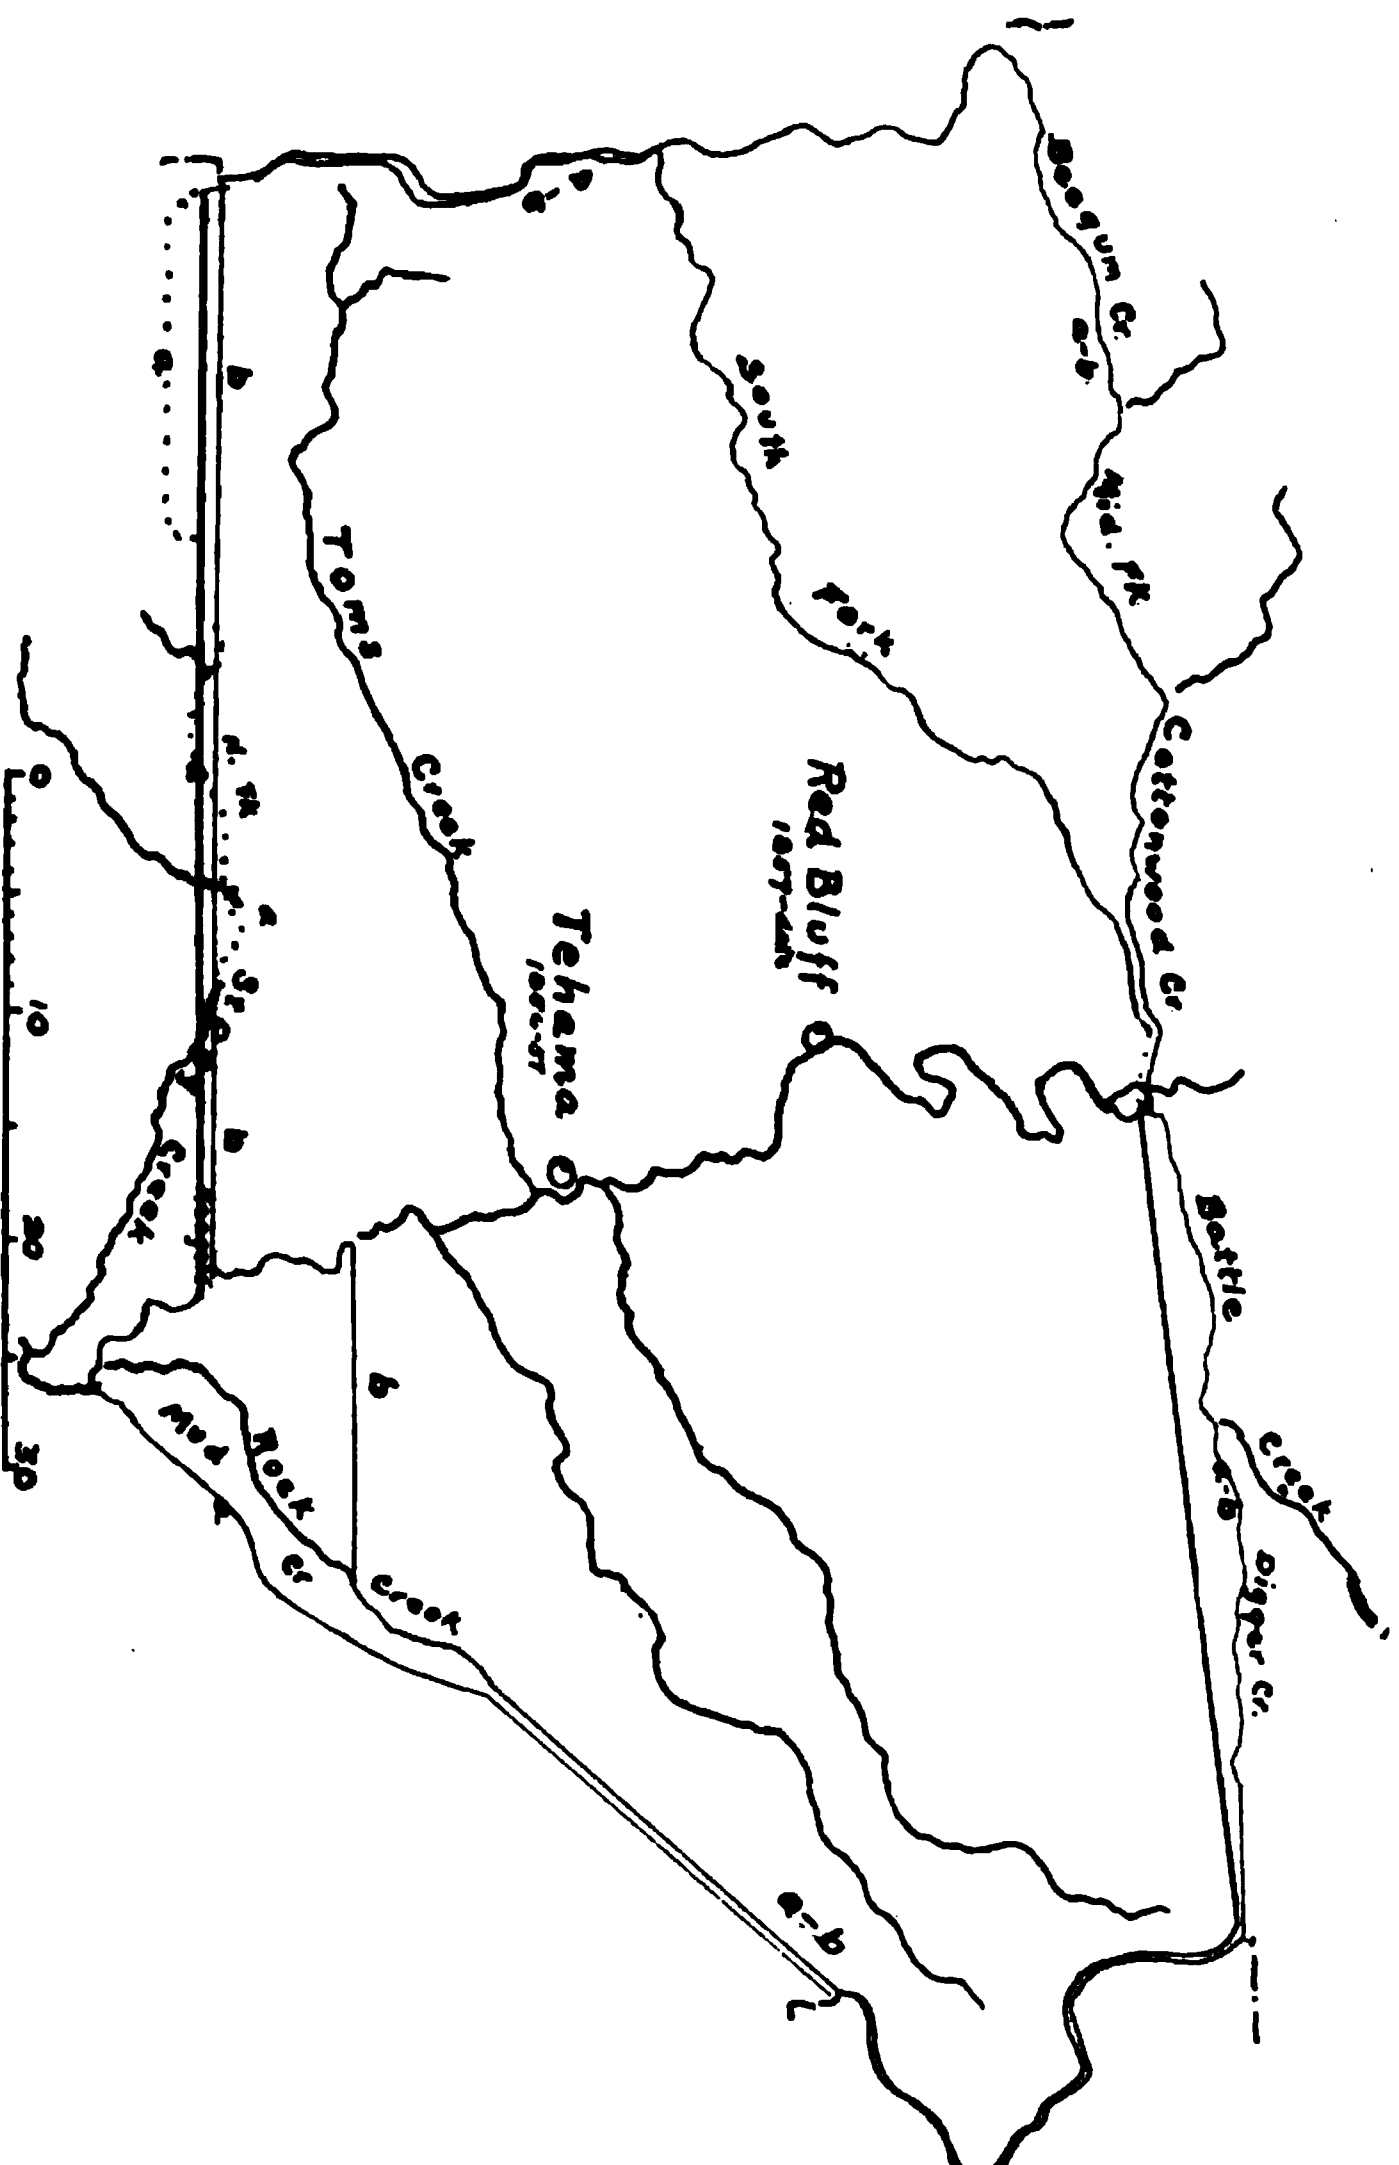 Beegum Cr.
a-b
Mid. Fk
Cottonwood Cr
Battle
Creek
a-b
Digger Cr.
South
Fork
Red Bluff
Tehama
Toms
Creek
a-b
b
a
N. Fk
a
b
Creek
b
Rock
Creek
Mud
Cr
a-b
0
10
20
30